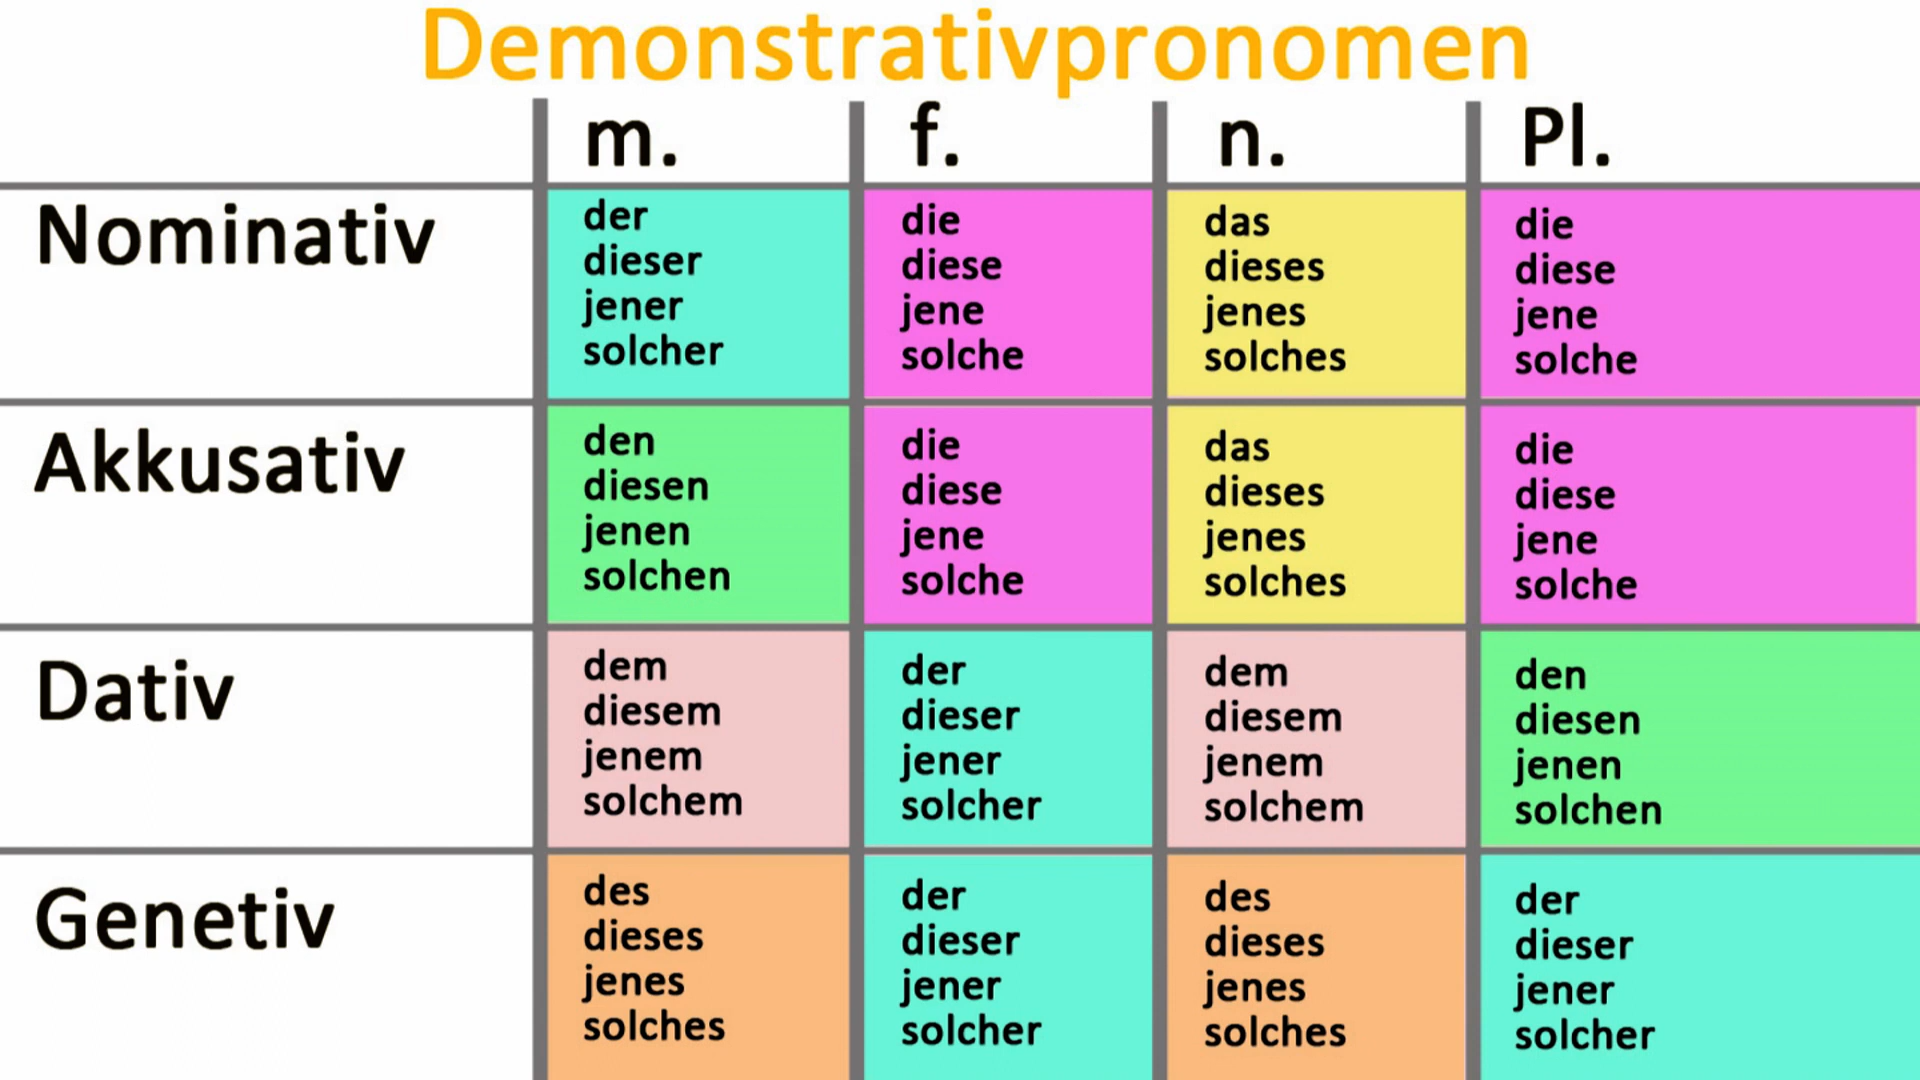 Demonstrativpronomen
m. f. n. Pl.
Nominativ
der
dieser
jener
solcher
die
diese
jene
solche
das
dieses
jenes
solches
die
diese
jene
solche
Akkusativ
den
diesen
jenen
solchen
die
diese
jene
solche
das
dieses
jenes
solches
die
diese
jene
solche
Dativ
dem
diesem
jenem
solchem
der
dieser
jener
solcher
dem
diesem
jenem
solchem
den
diesen
jenen
solchen
Genetiv
des
dieses
jenes
solches
der
dieser
jener
solcher
des
dieses
jenes
solches
der
dieser
jener
solcher